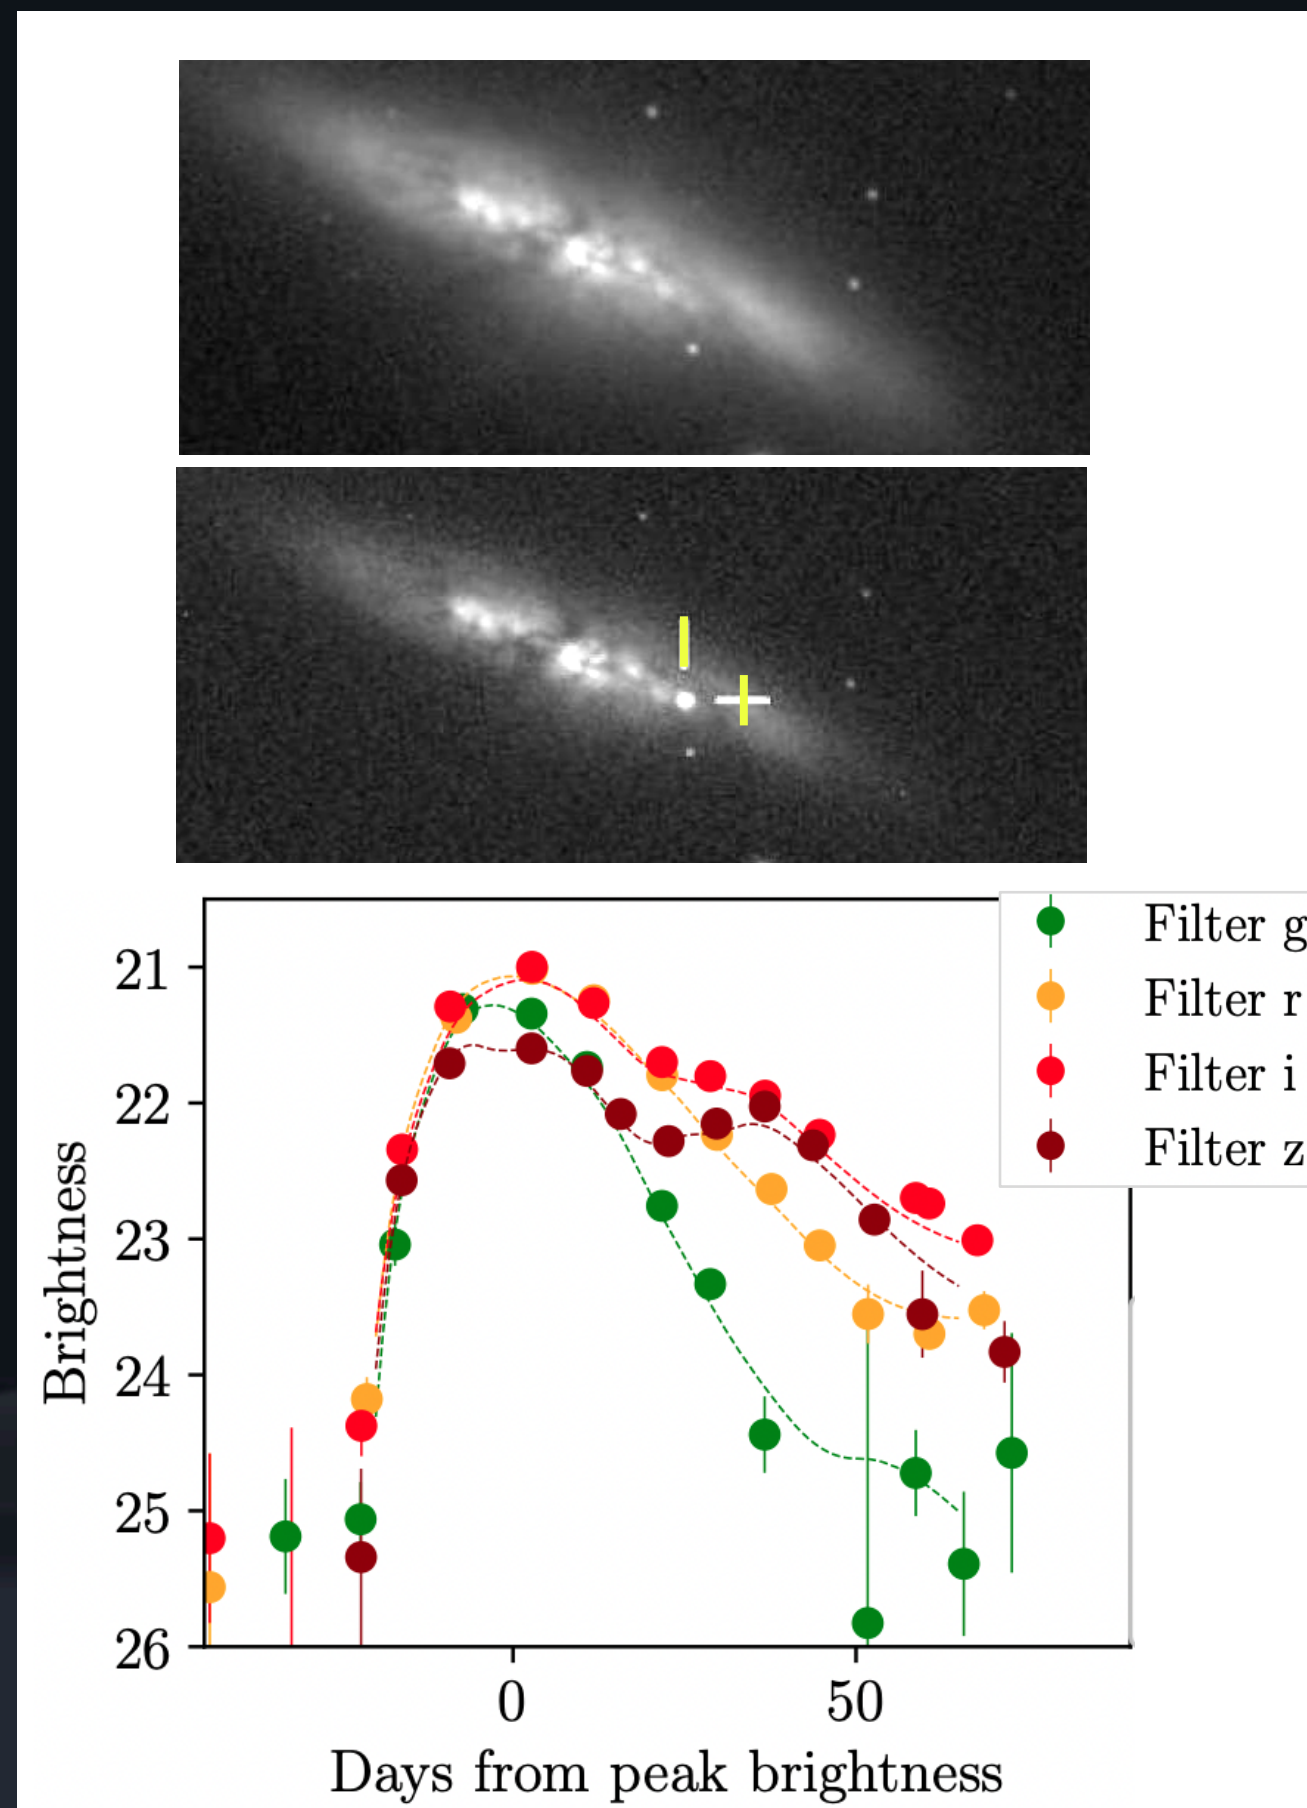 Filter g
Filter r
Filter i
Filter z
21
22
23
24
25
26
Brightness
0 50
Days from peak brightness